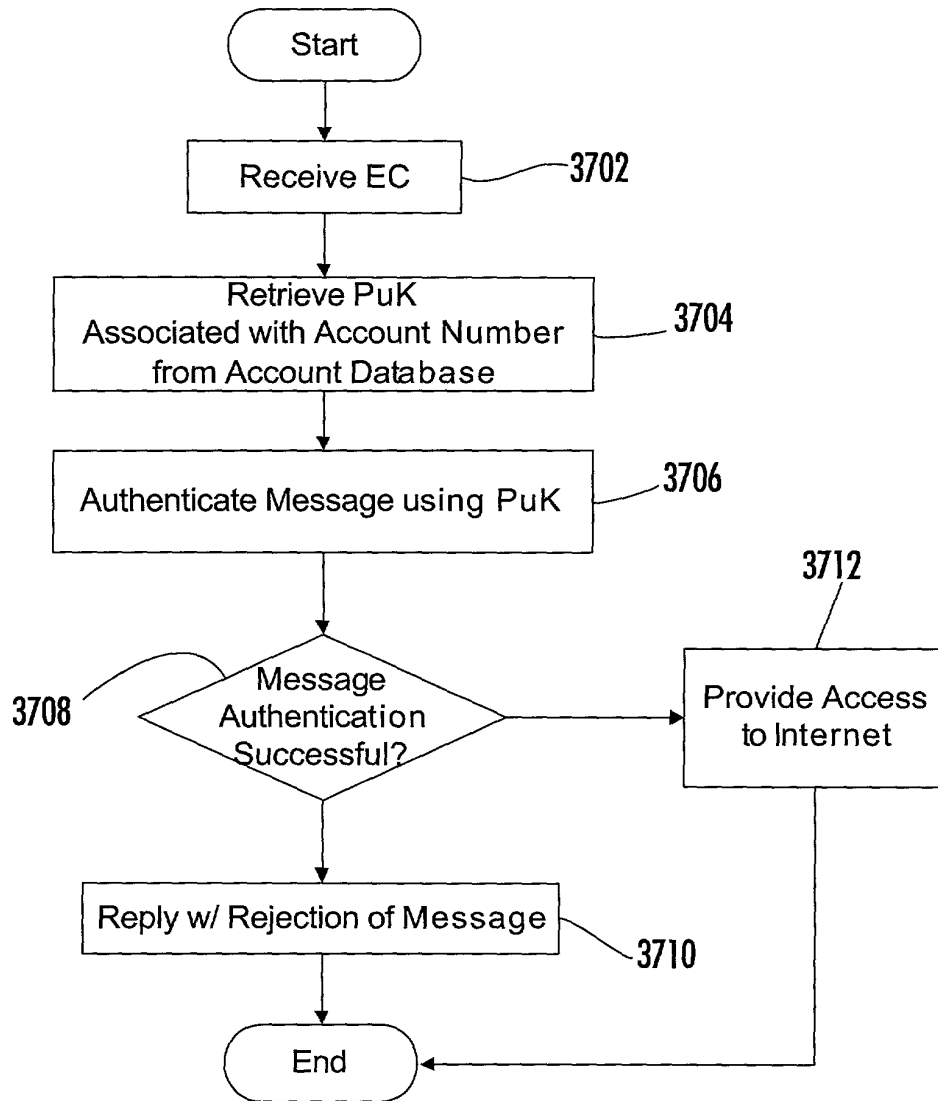 Start
Receive EC
3702
Retrieve PuK
Associated with Account Number
from Account Database
3704
Authenticate Message using PuK
3706
Message
Authentication
Successful?
3708
3712
Provide Access
to Internet
Reply w/ Rejection of Message
3710
End